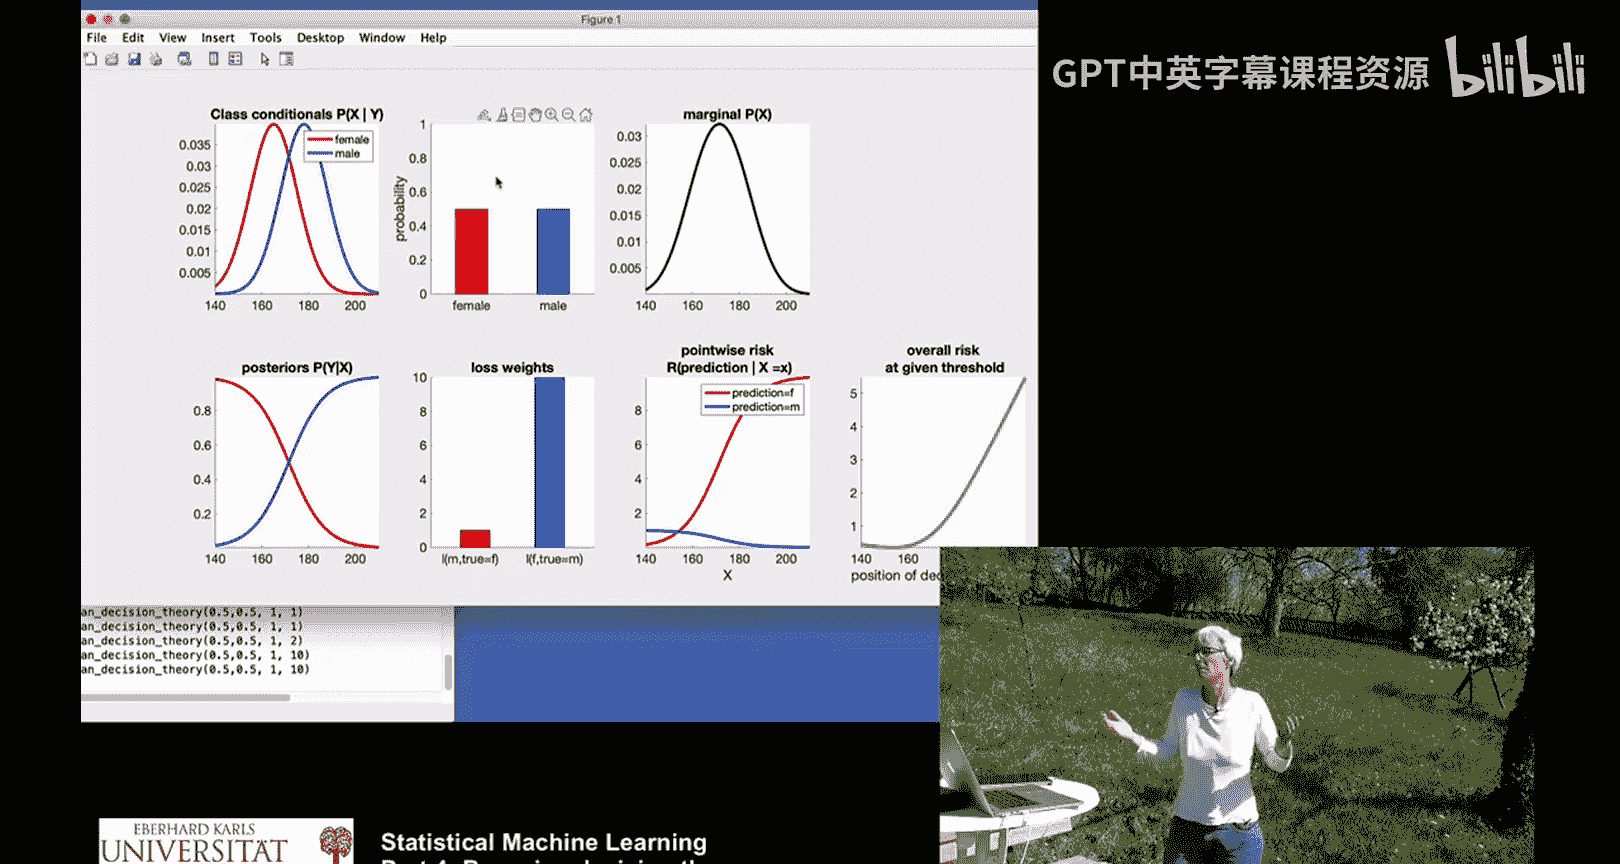 Figure 1
File Edit View Insert Tools Desktop Window Help
GPT中英字幕课程资源 bilibili
Class conditionals P(X | Y)
female
male
0.035
0.03
0.025
0.02
0.015
0.01
0.005
140 160 180 200
probability
1
0.8
0.6
0.4
0.2
0
female male
marginal P(X)
0.03
0.025
0.02
0.015
0.01
0.005
140 160 180 200
posteriors P(Y|X)
0.8
0.6
0.4
0.2
140 160 180 200
loss weights
10
8
6
4
2
0
l(m,true=f) l(f,true=m)
pointwise risk
R(prediction | X =x)
prediction=f
prediction=m
8
6
4
2
140 160 180 200
X
overall risk
at given threshold
5
4
3
2
1
140 160
position of dec
an_decision_theory(0.5,0.5, 1, 1)
an_decision_theory(0.5,0.5, 1, 1)
an_decision_theory(0.5,0.5, 1, 2)
an_decision_theory(0.5,0.5, 1, 10)
an_decision_theory(0.5,0.5, 1, 10)
EBERHARD KARLS
UNIVERSITÄT
Statistical Machine Learning